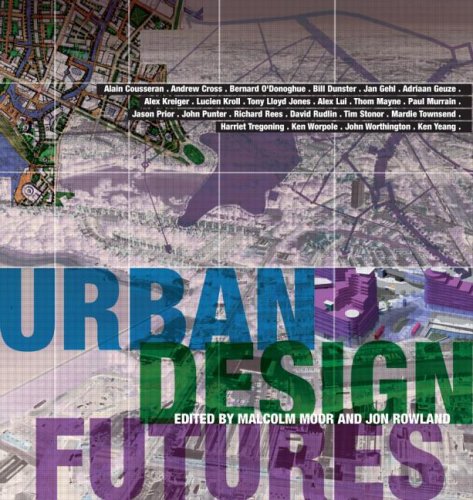 Alain Cousseran . Andrew Cross . Bernard O'Donoghue . Bill Dunster . Jan Gehl . Adriaan Geuze .
Alex Kreiger . Lucien Kroll . Tony Lloyd Jones . Alex Lui . Thom Mayne . Paul Murrain .
Jason Prior . John Punter . Richard Rees . David Rudlin . Tim Stonor . Mardie Townsend .
Harriet Tregoning . Ken Worpole . John Worthington . Ken Yeang .
URBAN
DESIGN
EDITED BY MALCOLM MOOR AND JON ROWLAND
FUTURES